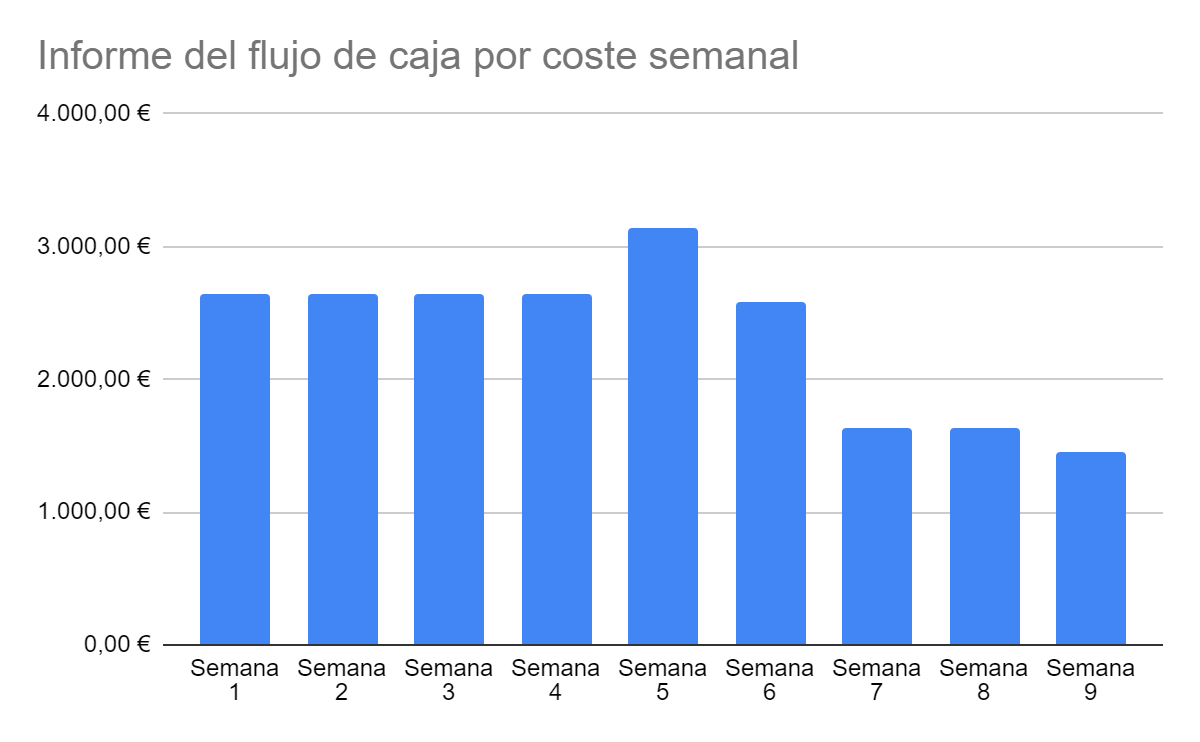 Informe del flujo de caja por coste semanal
4.000,00 €
3.000,00 €
2.000,00 €
1.000,00 €
0,00 €
Semana Semana Semana Semana Semana Semana Semana Semana Semana
1 2 3 4 5 6 7 8 9